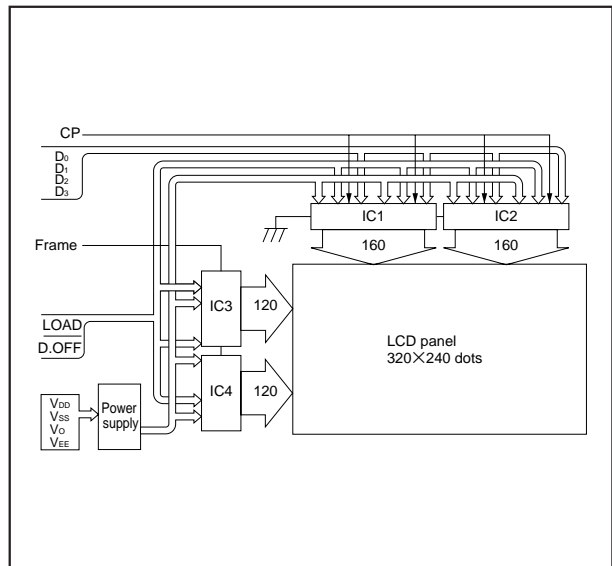 CP
D0
D1
D2
D3
IC1
IC2
160
160
Frame
IC3
120
LOAD
D.OFF
LCD panel
320×240 dots
IC4
120
VDD
VSS
VO
VEE
Power
supply